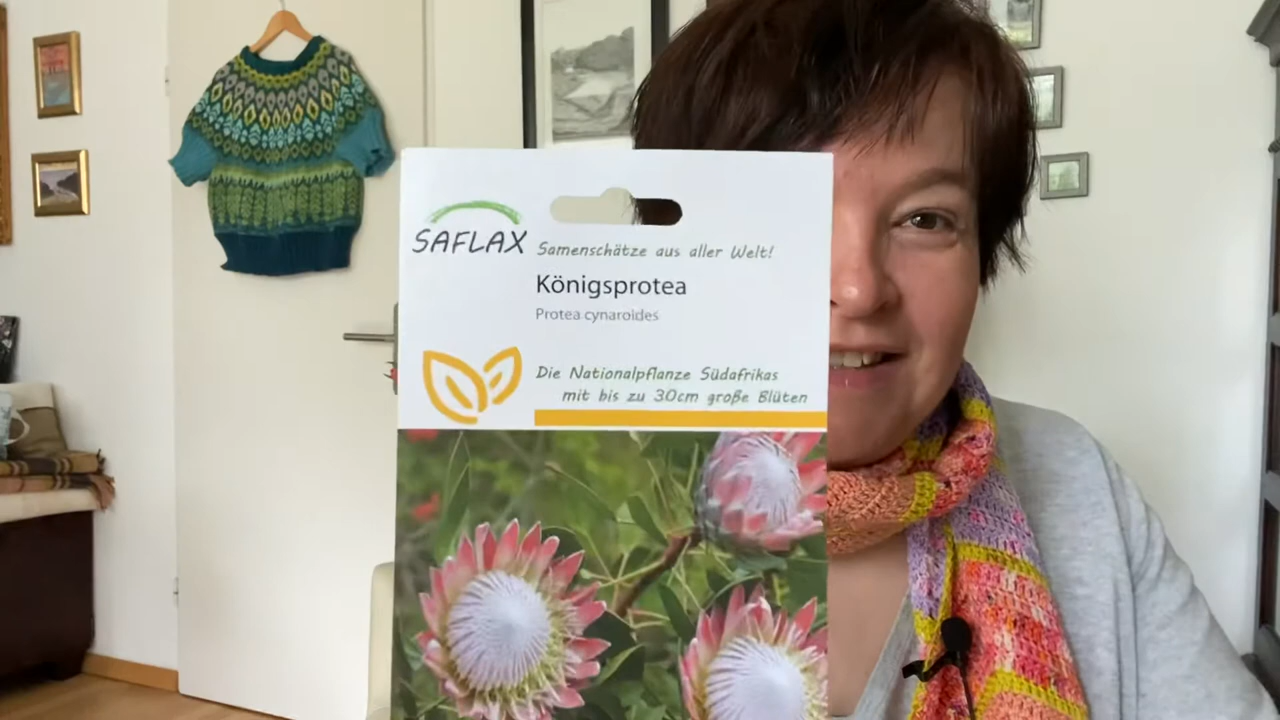 SAFLAX
Samenschätze aus aller Welt!
Königsprotea
Protea cynaroides
Die Nationalpflanze Südafrikas
mit bis zu 30cm große Blüten